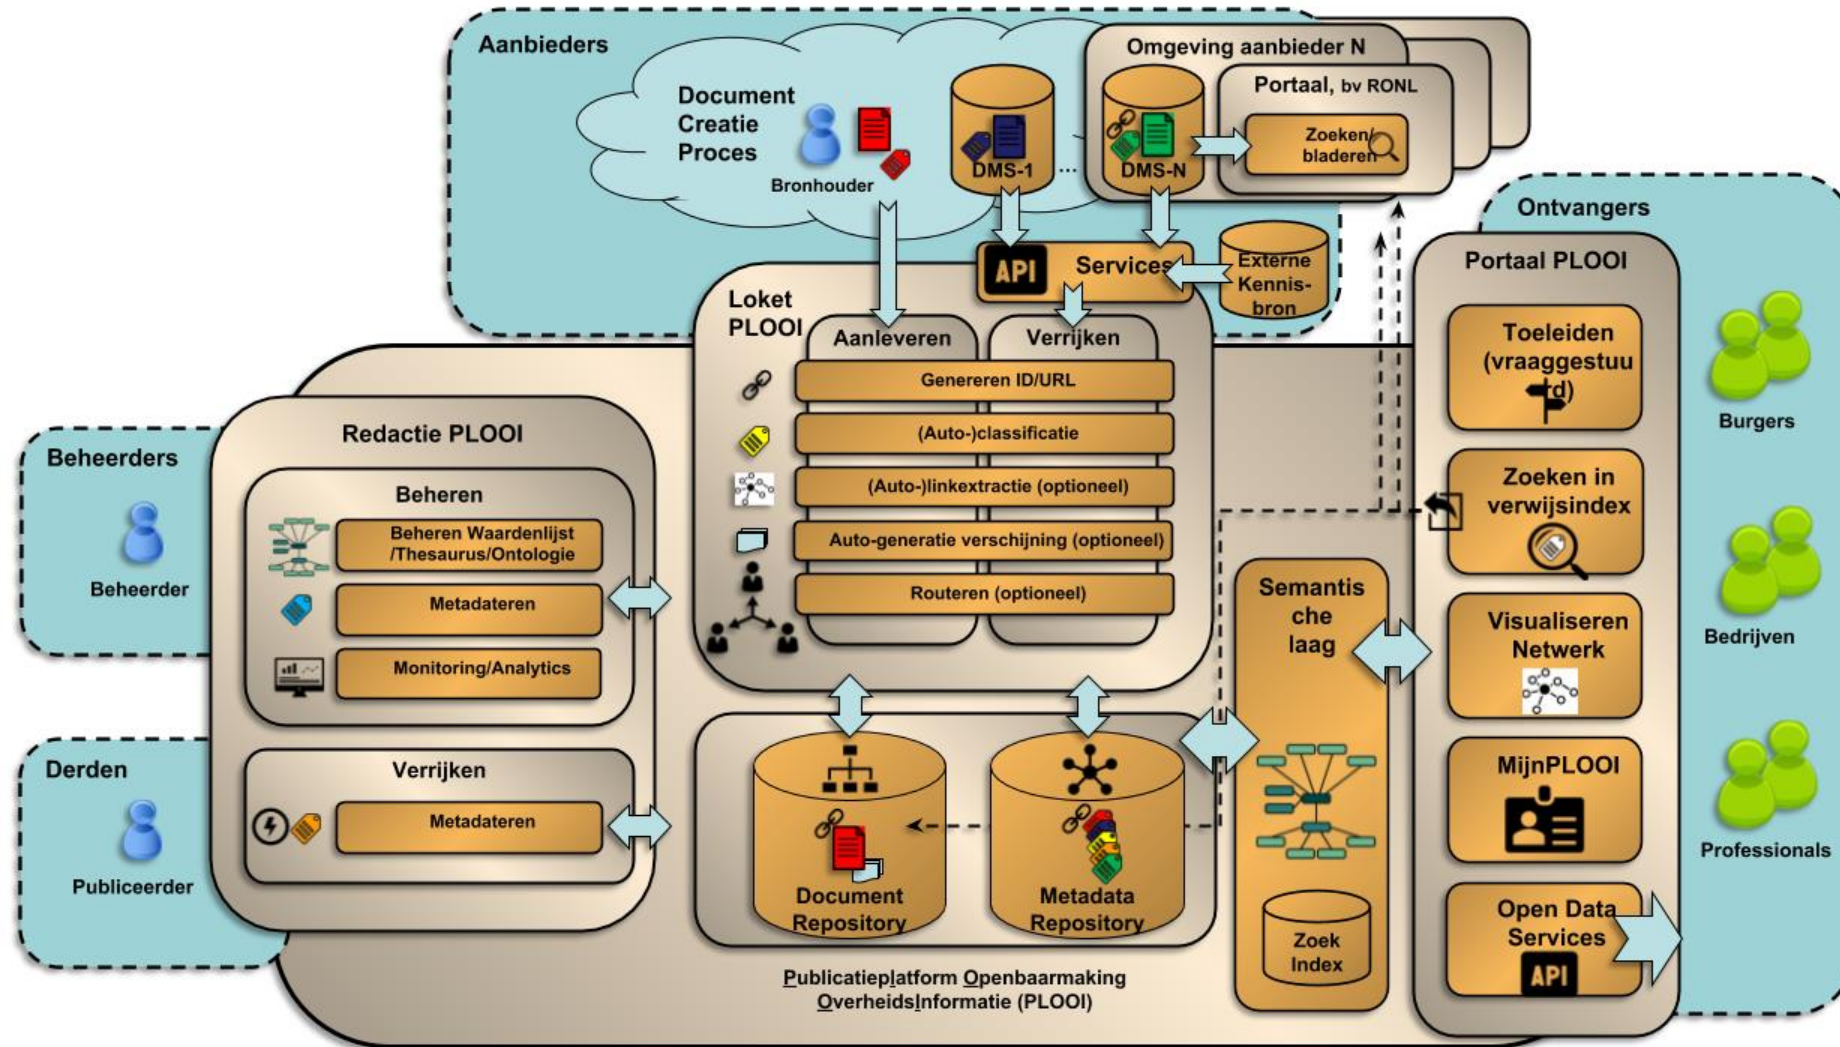 Aanbieders
Document
Creatie
Proces
Bronhouder
DMS-1
...
DMS-N
Omgeving aanbieder N
Portaal, bv RONL
Zoeken/
bladeren
API
Services
Externe
Kennis-
bron
Loket
PLOOI
Aanleveren
Verrijken
Genereren ID/URL
(Auto-)classificatie
(Auto-)linkextractie (optioneel)
Auto-generatie verschijning (optioneel)
Routeren (optioneel)
Beheerders
Beheerder
Derden
Publiceerder
Redactie PLOOI
Beheren
Beheren Waardenlijst
/Thesaurus/Ontologie
Metadateren
Monitoring/Analytics
Verrijken
Metadateren
Document
Repository
Metadata
Repository
Publicatieplatform Openbaarmaking
OverheidsInformatie (PLOOI)
Semantis
che
laag
Zoek
Index
Ontvangers
Portaal PLOOI
Toeleiden
(vraaggestuu
rd)
Zoeken in
verwijsindex
Visualiseren
Netwerk
MijnPLOOI
Open Data
Services
API
Burgers
Bedrijven
Professionals